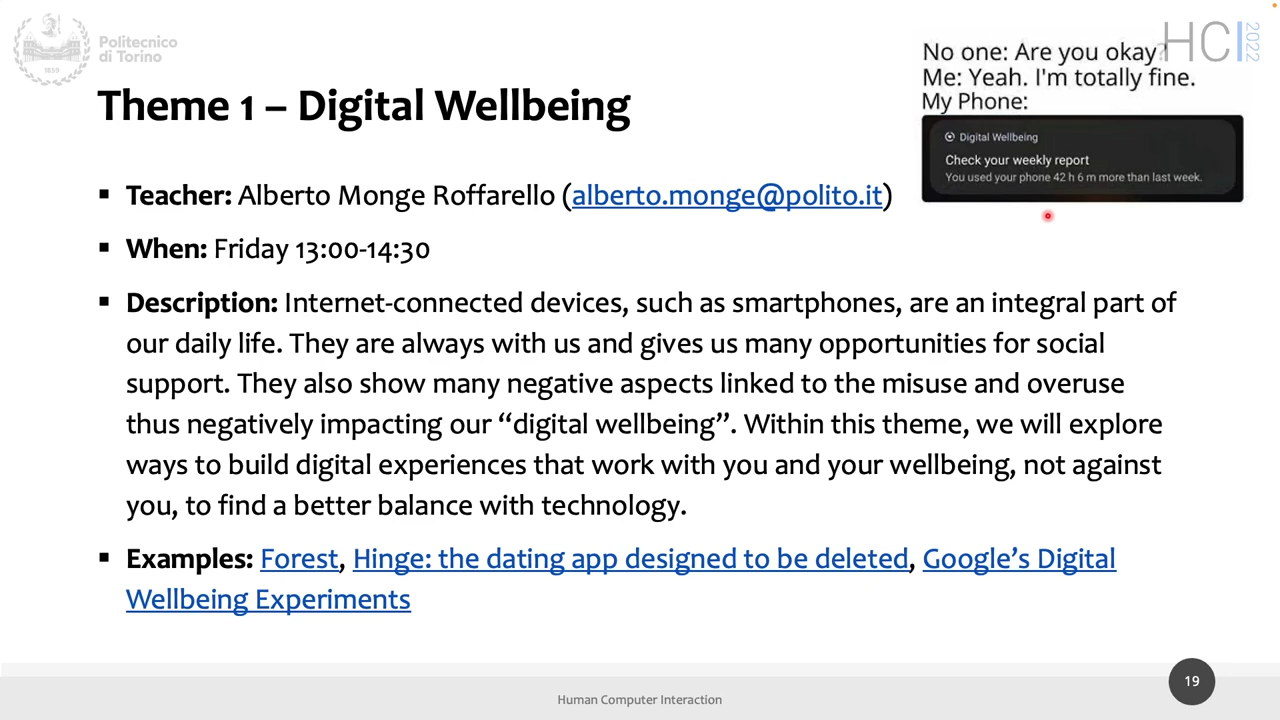 Politecnico
di Torino
1859
HCI 2022
No one: Are you okay?
Me: Yeah. I'm totally fine.
My Phone:
Digital Wellbeing
Check your weekly report
You used your phone 42 h 6 m more than last week.
Theme 1 – Digital Wellbeing
▪ Teacher: Alberto Monge Roffarello (alberto.monge@polito.it)
▪ When: Friday 13:00-14:30
▪ Description: Internet-connected devices, such as smartphones, are an integral part of
our daily life. They are always with us and gives us many opportunities for social
support. They also show many negative aspects linked to the misuse and overuse
thus negatively impacting our “digital wellbeing”. Within this theme, we will explore
ways to build digital experiences that work with you and your wellbeing, not against
you, to find a better balance with technology.
▪ Examples: Forest, Hinge: the dating app designed to be deleted, Google’s Digital
Wellbeing Experiments
Human Computer Interaction
19